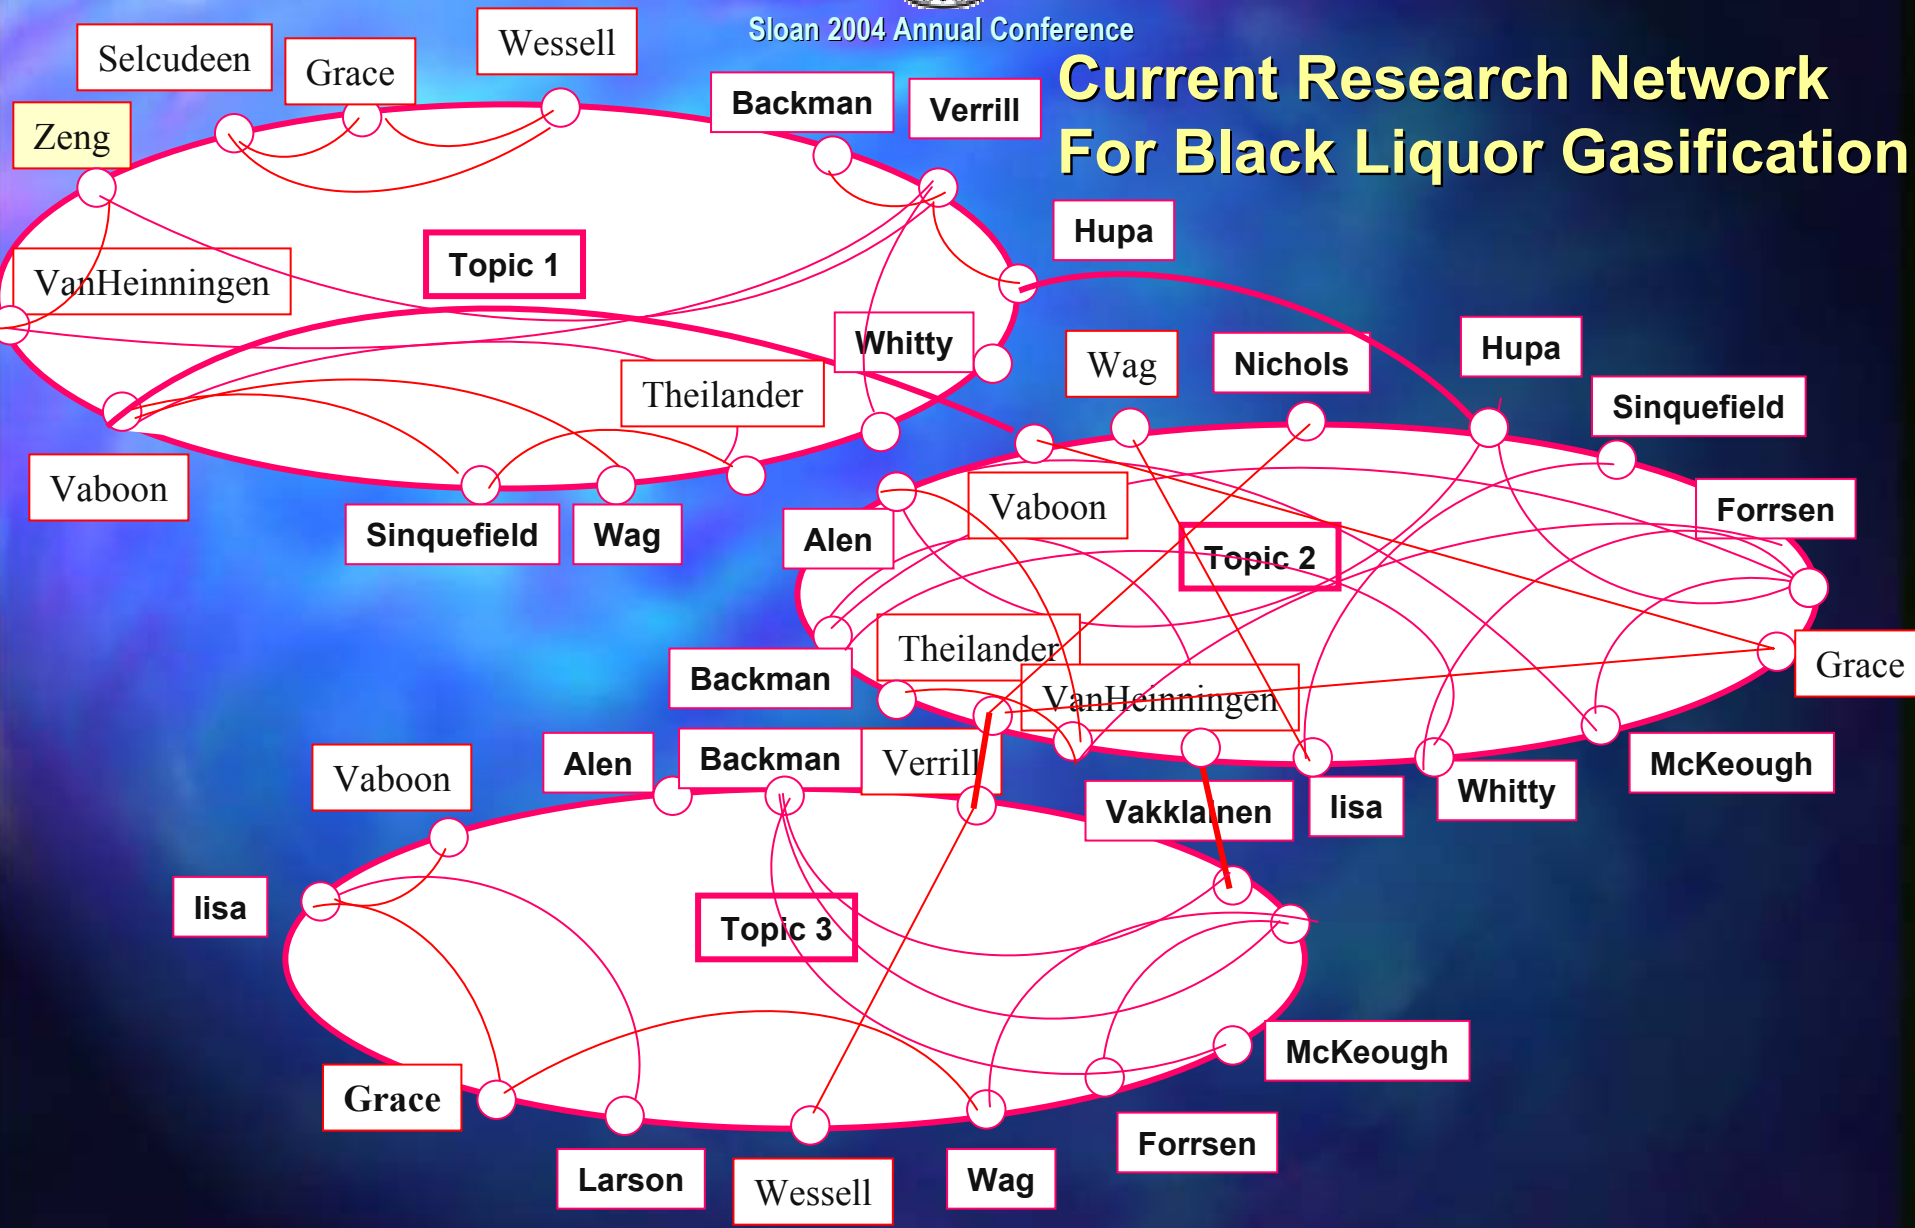 Sloan 2004 Annual Conference
Current Research Network
For Black Liquor Gasification
Selcudeen
Grace
Wessell
Backman
Verrill
Zeng
Hupa
VanHeinningen
Topic 1
Whitty
Theilander
Vaboon
Sinquefield
Wag
Wag
Nichols
Hupa
Sinquefield
Vaboon
Forrsen
Alen
Topic 2
Theilander
Grace
Backman
VanHeinningen
McKeough
Vakklainen
Iisa
Whitty
Vaboon
Alen
Backman
Verrill
Iisa
Topic 3
McKeough
Grace
Forrsen
Larson
Wessell
Wag